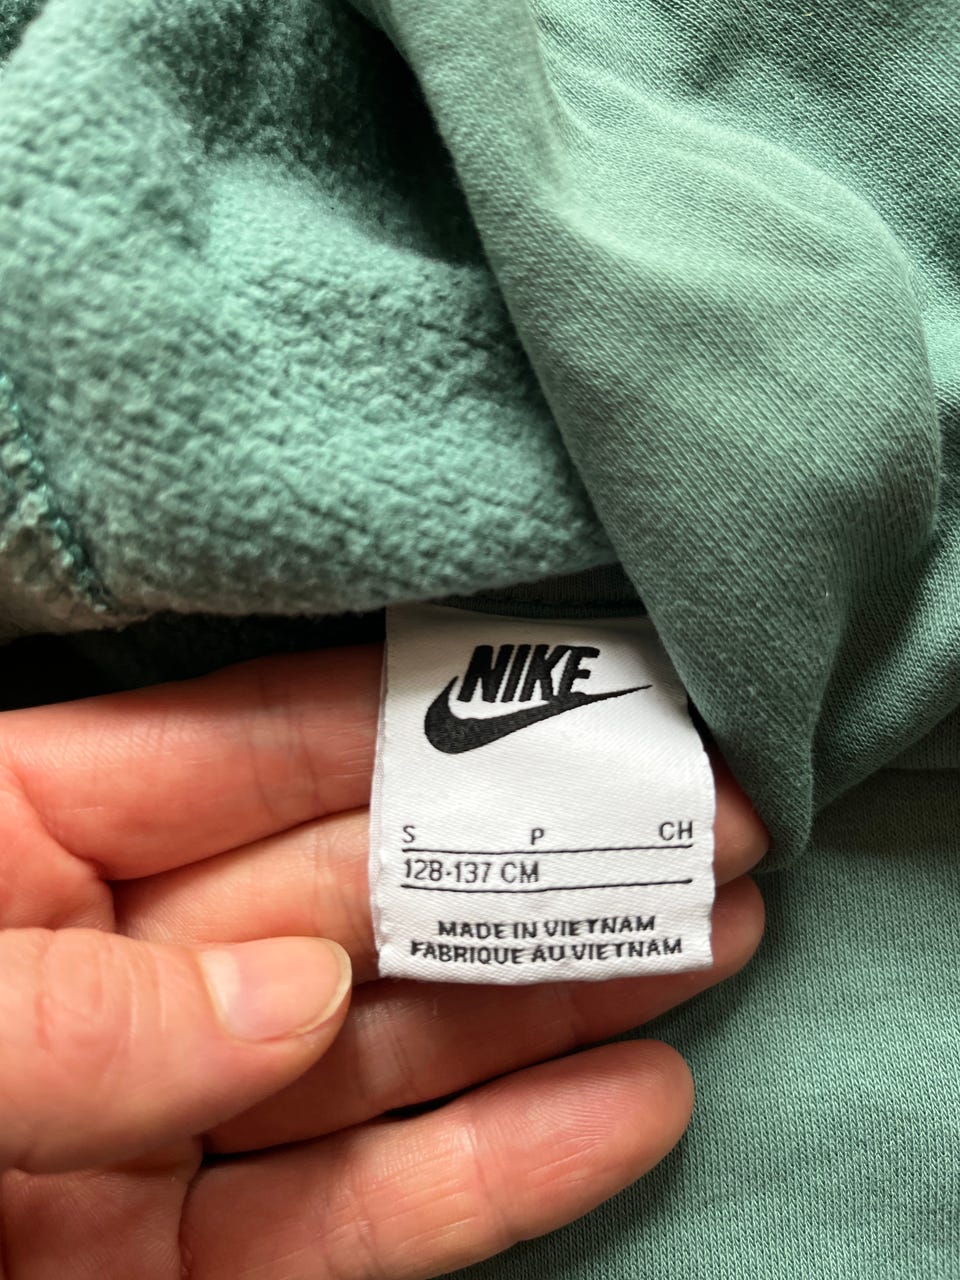 NIKE
S P CH
128-137 CM
MADE IN VIETNAM
FABRIQUE AU VIETNAM